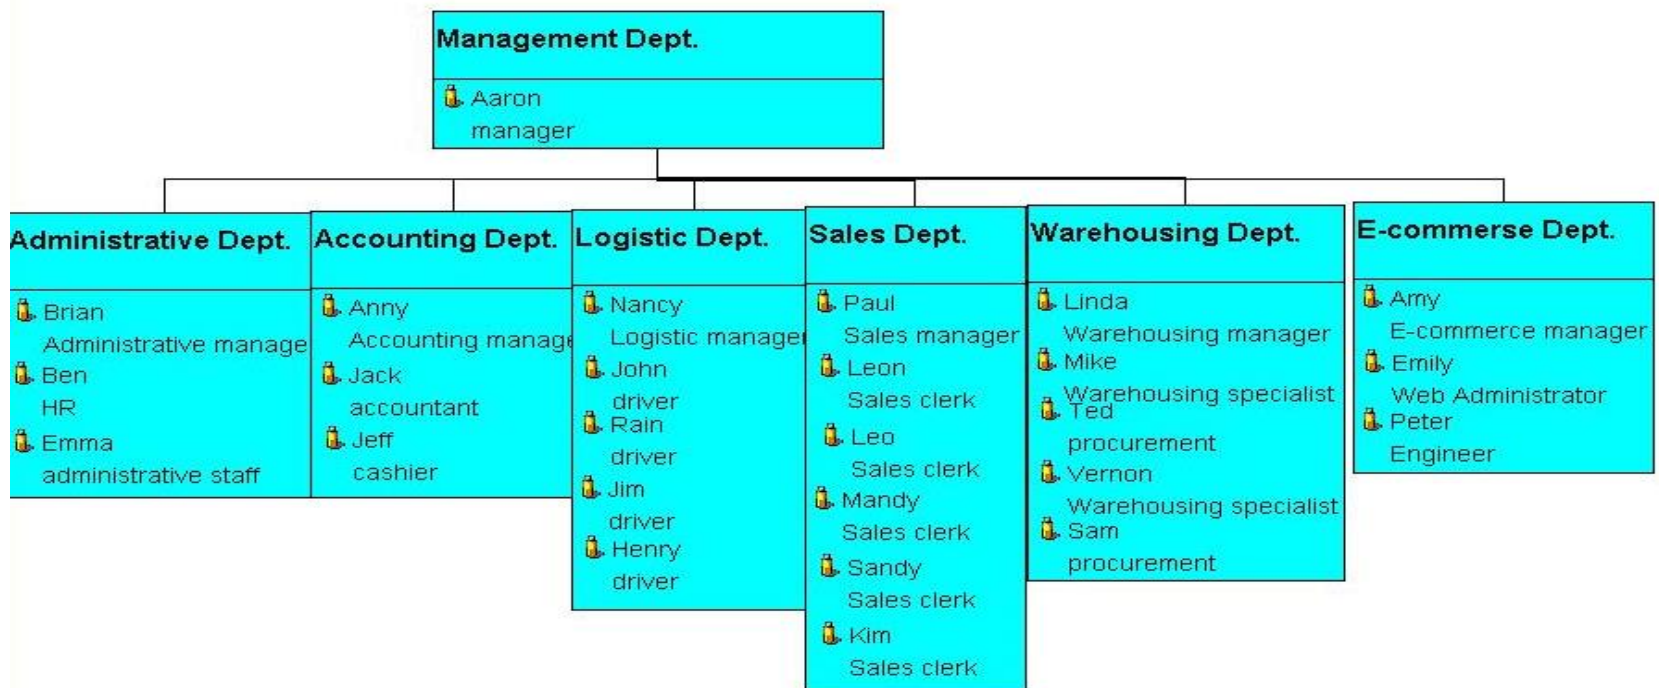 Management Dept.
Aaron
manager
Administrative Dept.
Brian
Administrative manage
Ben
HR
Emma
administrative staff
Accounting Dept.
Anny
Accounting manage
Jack
accountant
Jeff
cashier
Logistic Dept.
Nancy
Logistic manager
John
driver
Rain
driver
Jim
driver
Henry
driver
Sales Dept.
Paul
Sales manager
Leon
Sales clerk
Leo
Sales clerk
Mandy
Sales clerk
Sandy
Sales clerk
Kim
Sales clerk
Warehousing Dept.
Linda
Warehousing manager
Mike
Warehousing specialist
Ted
procurement
Vernon
Warehousing specialist
Sam
procurement
E-commerse Dept.
Amy
E-commerce manager
Emily
Web Administrator
Peter
Engineer